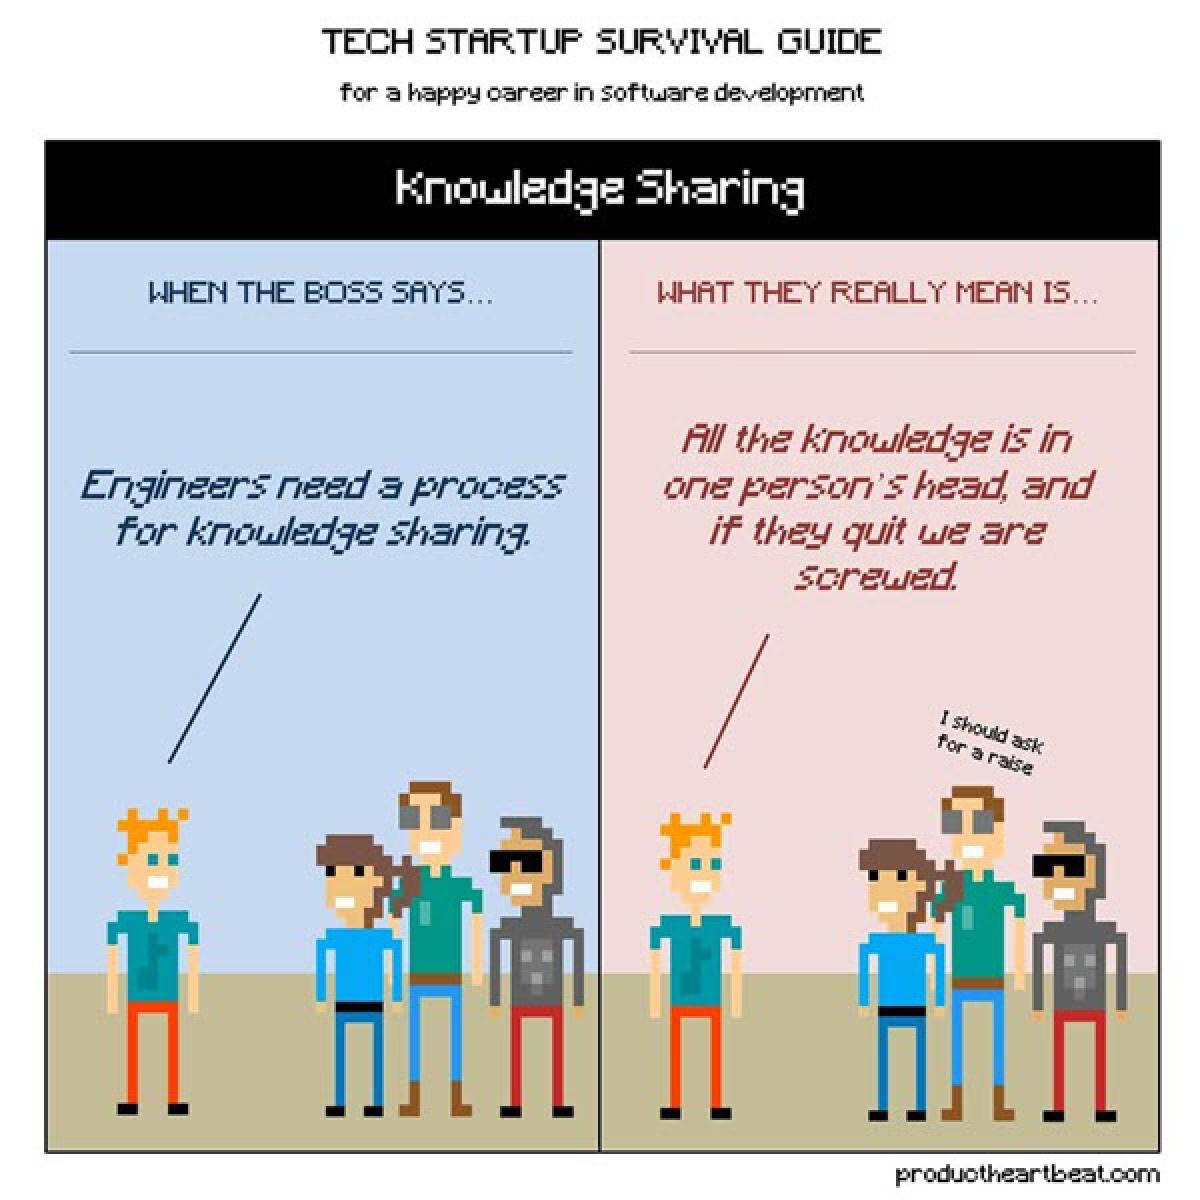 TECH STARTUP SURVIVAL GUIDE
for a happy career in software development
Knowledge Sharing
WHEN THE BOSS SAYS...
Engineers need a process
for knowledge sharing.
WHAT THEY REALLY MEAN IS...
All the knowledge is in
one person's head, and
if they quit we are
screwed.
I should ask
for a raise
productheartbeat.com